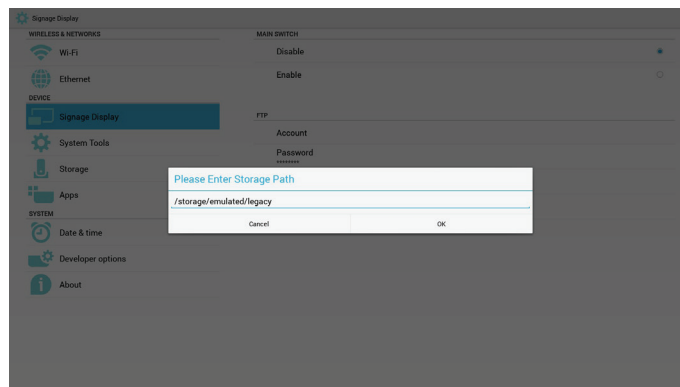 Signage Display
WIRELESS & NETWORKS
Wi-Fi
Ethernet
DEVICE
Signage Display
System Tools
Storage
Apps
SYSTEM
Date & time
Developer options
About
MAIN SWITCH
Disable
Enable
FTP
Account
Password
********
Please Enter Storage Path
/storage/emulated/legacy
Cancel
OK